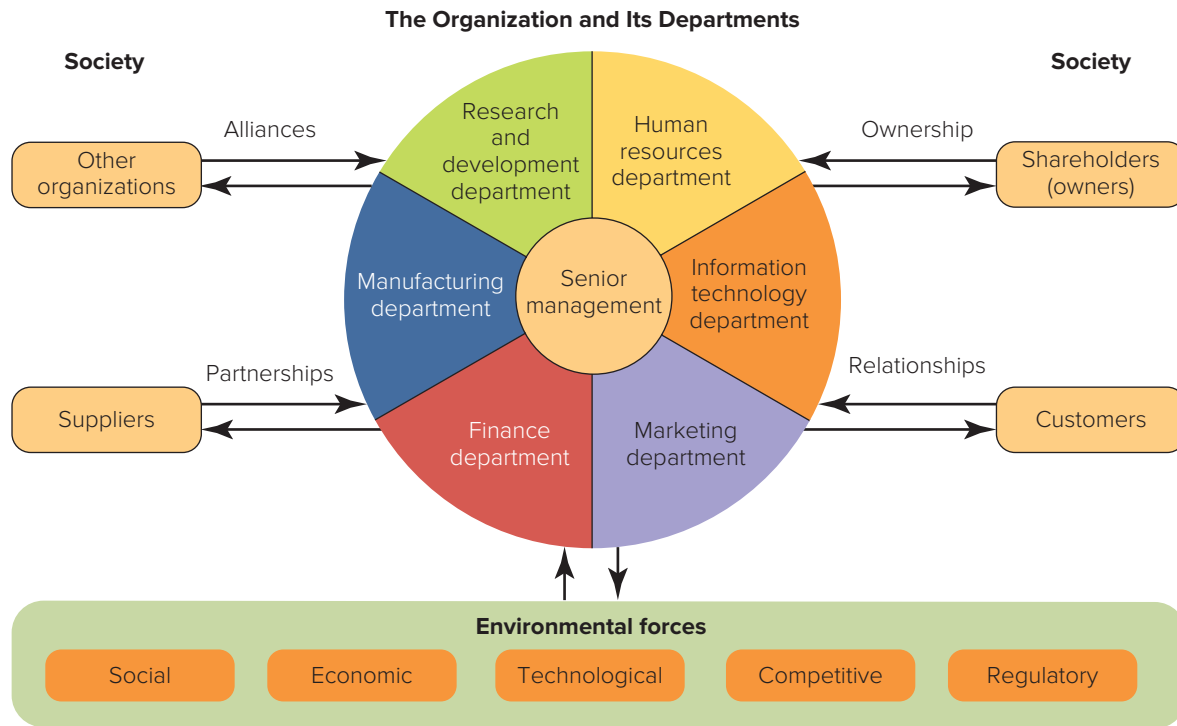 The Organization and Its Departments
Society
Society
Alliances
Other
organizations
Research
and
development
department
Human
resources
department
Ownership
Shareholders
(owners)
Manufacturing
department
Senior
management
Information
technology
department
Partnerships
Suppliers
Finance
department
Marketing
department
Relationships
Customers
Environmental forces
Social
Economic
Technological
Competitive
Regulatory